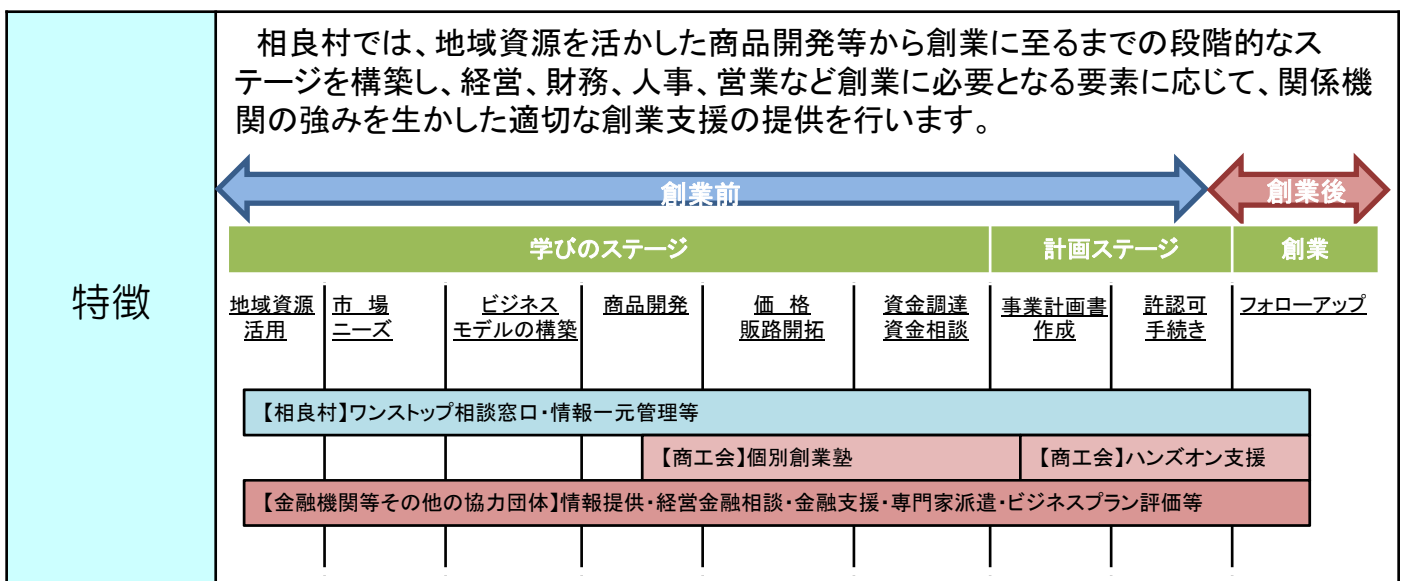 特徴
相良村では、地域資源を活かした商品開発等から創業に至るまでの段階的なス
テージを構築し、経営、財務、人事、営業など創業に必要となる要素に応じて、関係機
関の強みを生かした適切な創業支援の提供を行います。
創業前
創業後
学びのステージ
計画ステージ
創業
地域資源
活用
市 場
ニーズ
ビジネス
モデルの構築
商品開発
価 格
販路開拓
資金調達
資金相談
事業計画書
作成
許認可
手続き
フォローアップ
【相良村】ワンストップ相談窓口・情報一元管理等
【商工会】個別創業塾
【商工会】ハンズオン支援
【金融機関等その他の協力団体】情報提供・経営金融相談・金融支援・専門家派遣・ビジネスプラン評価等